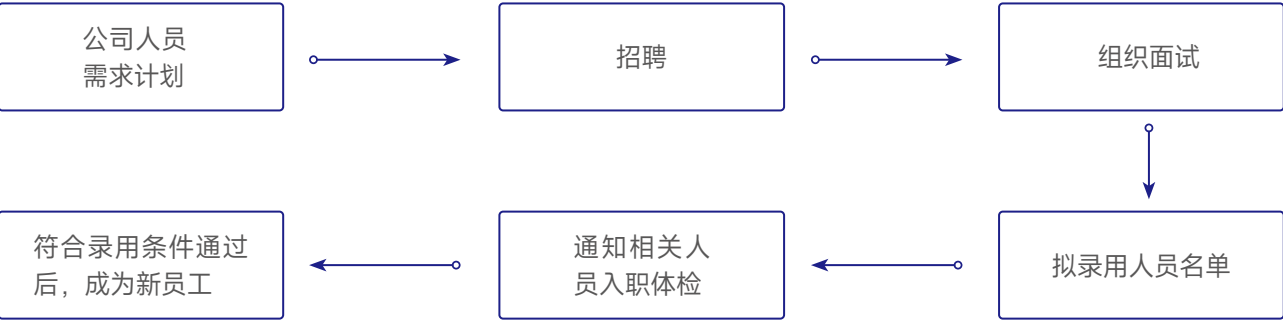 公司人员
需求计划
招聘
组织面试
拟录用人员名单
通知相关人
员入职体检
符合录用条件通过
后，成为新员工